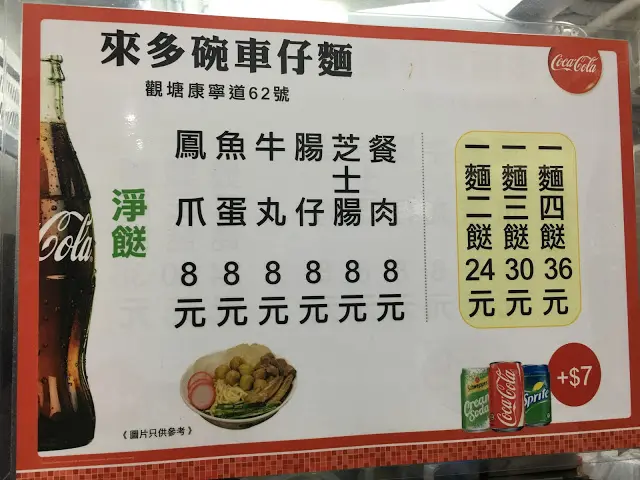 來多碗車仔麵
觀塘康寧道62號
Coca-Cola
Cola
淨餸
餐肉8元
芝士腸8元
腸仔8元
牛丸8元
魚蛋8元
鳳爪8元
一麵四餸36元
一麵三餸30元
一麵二餸24元
Cream Soda
Coca-Cola
Sprite
+$7
《圖片只供參考》